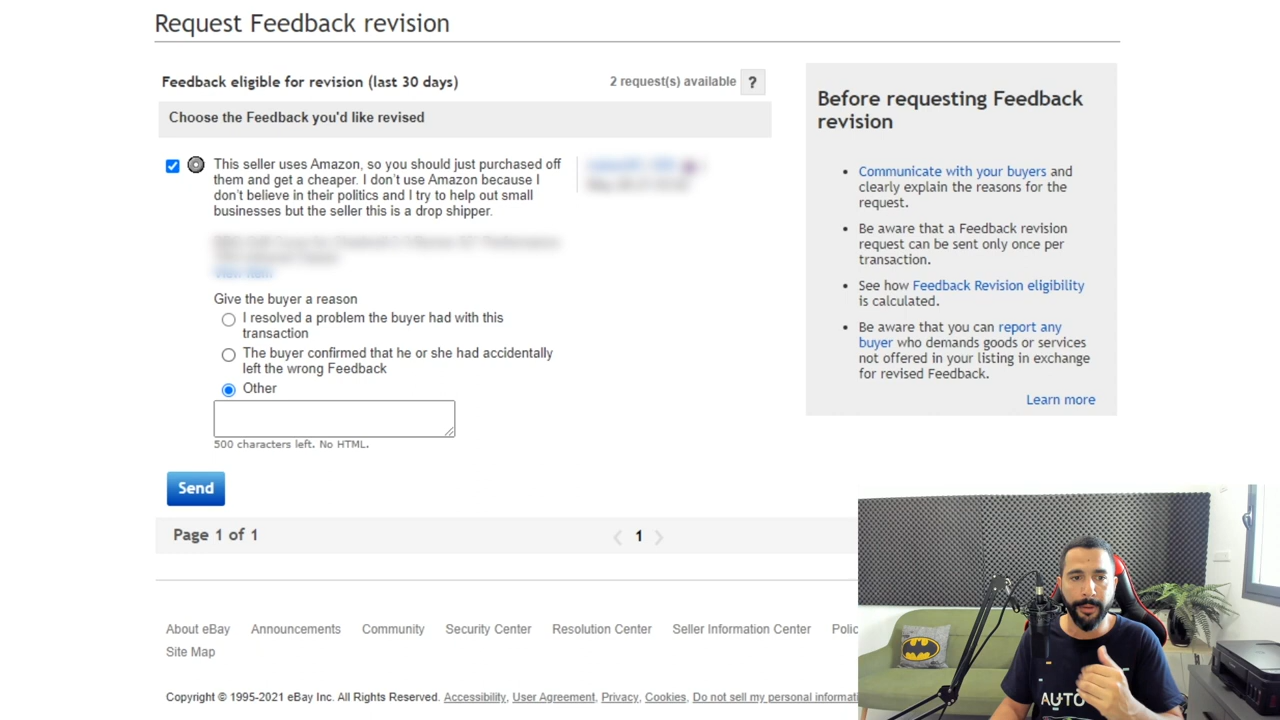 Request Feedback revision
Feedback eligible for revision (last 30 days)
2 request(s) available ?
Choose the Feedback you'd like revised
This seller uses Amazon, so you should just purchased off
them and get a cheaper. I don't use Amazon because I
don't believe in their politics and I try to help out small
businesses but the seller this is a drop shipper.
View Item
Give the buyer a reason
I resolved a problem the buyer had with this
transaction
The buyer confirmed that he or she had accidentally
left the wrong Feedback
Other
500 characters left. No HTML.
Send
Page 1 of 1
1
Before requesting Feedback
revision
Communicate with your buyers and
clearly explain the reasons for the
request.
Be aware that a Feedback revision
request can be sent only once per
transaction.
See how Feedback Revision eligibility
is calculated.
Be aware that you can report any
buyer who demands goods or services
not offered in your listing in exchange
for revised Feedback.
Learn more
About eBay Announcements Community Security Center Resolution Center Seller Information Center Polic
Site Map
Copyright © 1995-2021 eBay Inc. All Rights Reserved. Accessibility, User Agreement, Privacy, Cookies, Do not sell my personal informati
AUTO